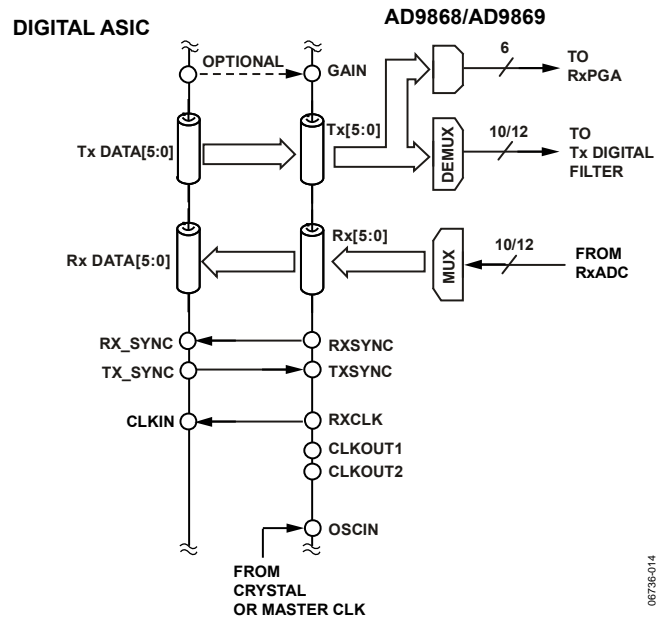 DIGITAL ASIC
AD9868/AD9869
OPTIONAL
GAIN
6
TO
RxPGA
Tx DATA[5:0]
Tx[5:0]
DEMUX
10/12
TO
Tx DIGITAL
FILTER
Rx DATA[5:0]
Rx[5:0]
MUX
10/12
FROM
RxADC
RX_SYNC
RXSYNC
TX_SYNC
TXSYNC
CLKIN
RXCLK
CLKOUT1
CLKOUT2
OSCIN
FROM
CRYSTAL
OR MASTER CLK
06736-014